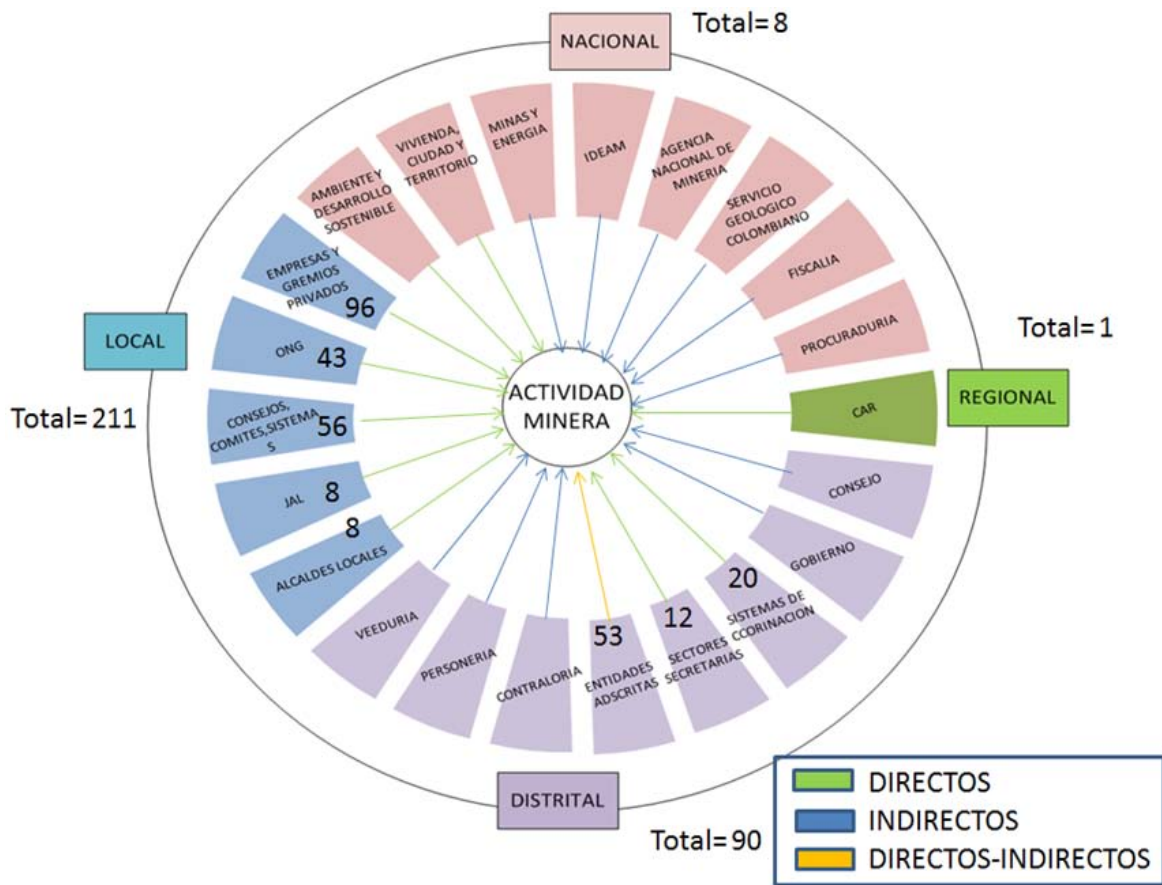 Total= 8
NACIONAL
VIVIENDA,
CIUDAD Y
TERRITORIO
MINAS Y
ENERGIA
IDEAM
AGENCIA
NACIONAL DE
MINERIA
SERVICIO
GEOLOGICO
COLOMBIANO
FISCALIA
PROCURADURIA
AMBIENTE Y
DESARROLLO
SOSTENIBLE
EMPRESAS Y
GREMIOS
PRIVADOS
96
LOCAL
Total= 211
ONG
43
CONSEJOS,
COMITES,SISTEMA
S
56
JAL
8
8
ALCALDES LOCALES
ACTIVIDAD
MINERA
Total= 1
REGIONAL
CAR
CONSEJO
GOBIERNO
20
SISTEMAS DE
CCORINACION
12
SECTORES
SECRETARIAS
53
ENTIDADES
ADSCRITAS
CONTRALORIA
PERSONERIA
VEEDURIA
DISTRITAL
Total= 90
DIRECTOS
INDIRECTOS
DIRECTOS-INDIRECTOS